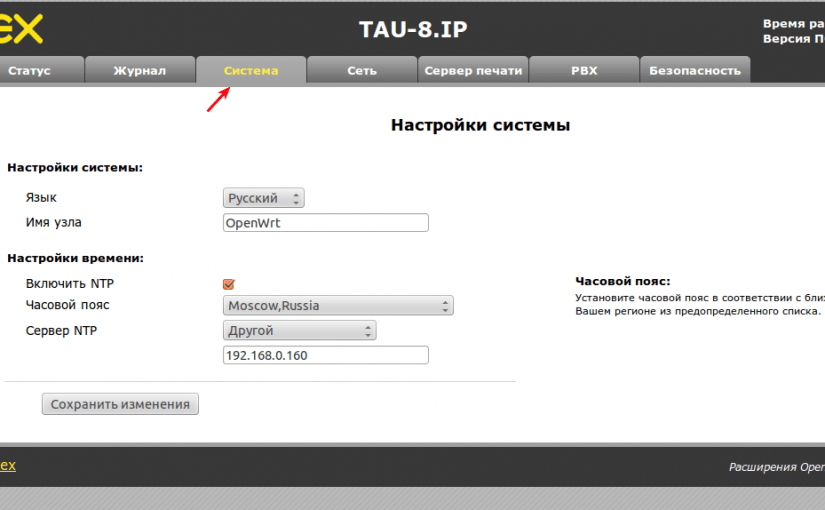 EX
TAU-8.IP
Время ра
Версия П
Статус Журнал Система Сеть Сервер печати PBX Безопасность
Настройки системы
Настройки системы:
Язык Русский
Имя узла OpenWrt
Настройки времени:
Включить NTP
Часовой пояс Moscow,Russia
Сервер NTP Другой
192.168.0.160
Часовой пояс:
Установите часовой пояс в соответствии с бли
Вашем регионе из предопределенного списка.
Сохранить изменения
ex
Расширения Oper